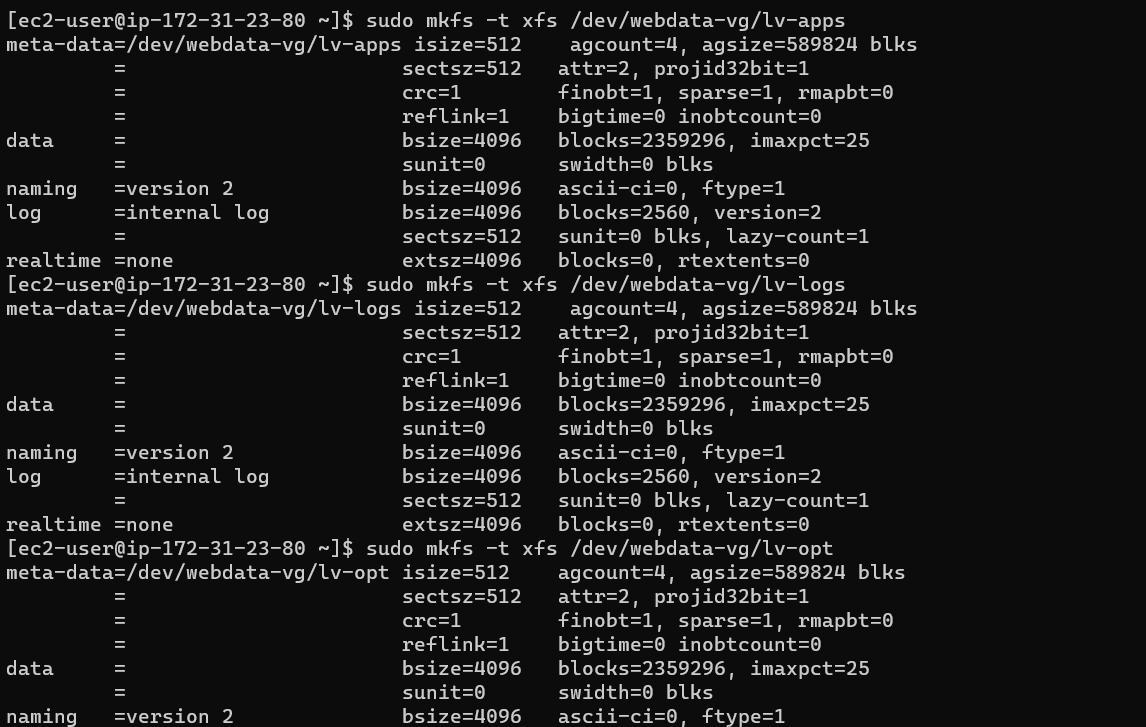 [ec2-user@ip-172-31-23-80 ~]$ sudo mkfs -t xfs /dev/webdata-vg/lv-apps
meta-data=/dev/webdata-vg/lv-apps isize=512    agcount=4, agsize=589824 blks
         =                       sectsz=512   attr=2, projid32bit=1
         =                       crc=1        finobt=1, sparse=1, rmapbt=0
         =                       reflink=1    bigtime=0 inobtcount=0
data     =                       bsize=4096   blocks=2359296, imaxpct=25
         =                       sunit=0      swidth=0 blks
naming   =version 2              bsize=4096   ascii-ci=0, ftype=1
log      =internal log           bsize=4096   blocks=2560, version=2
         =                       sectsz=512   sunit=0 blks, lazy-count=1
realtime =none                   extsz=4096   blocks=0, rtextents=0
[ec2-user@ip-172-31-23-80 ~]$ sudo mkfs -t xfs /dev/webdata-vg/lv-logs
meta-data=/dev/webdata-vg/lv-logs isize=512    agcount=4, agsize=589824 blks
         =                       sectsz=512   attr=2, projid32bit=1
         =                       crc=1        finobt=1, sparse=1, rmapbt=0
         =                       reflink=1    bigtime=0 inobtcount=0
data     =                       bsize=4096   blocks=2359296, imaxpct=25
         =                       sunit=0      swidth=0 blks
naming   =version 2              bsize=4096   ascii-ci=0, ftype=1
log      =internal log           bsize=4096   blocks=2560, version=2
         =                       sectsz=512   sunit=0 blks, lazy-count=1
realtime =none                   extsz=4096   blocks=0, rtextents=0
[ec2-user@ip-172-31-23-80 ~]$ sudo mkfs -t xfs /dev/webdata-vg/lv-opt
meta-data=/dev/webdata-vg/lv-opt isize=512    agcount=4, agsize=589824 blks
         =                       sectsz=512   attr=2, projid32bit=1
         =                       crc=1        finobt=1, sparse=1, rmapbt=0
         =                       reflink=1    bigtime=0 inobtcount=0
data     =                       bsize=4096   blocks=2359296, imaxpct=25
         =                       sunit=0      swidth=0 blks
naming   =version 2              bsize=4096   ascii-ci=0, ftype=1